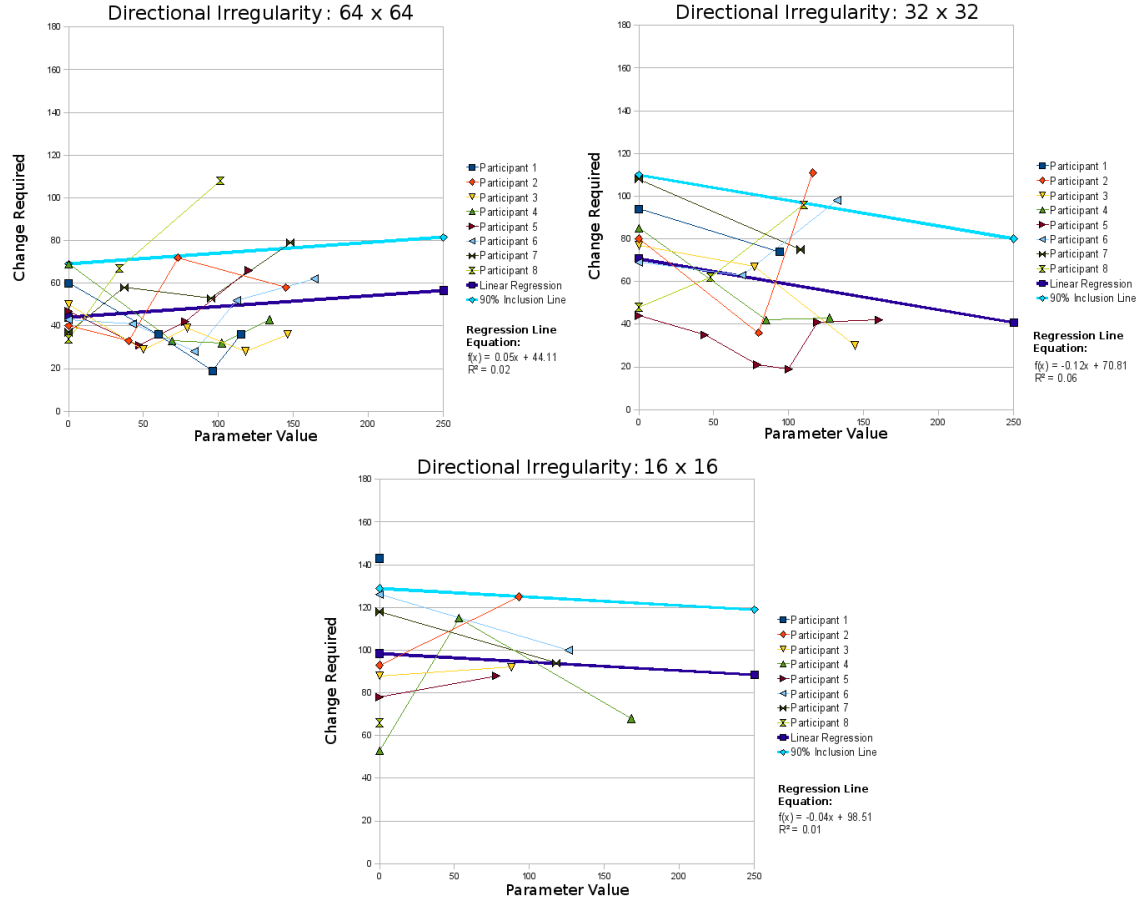 Directional Irregularity: 64 x 64
180
160
140
120
100
80
60
40
20
0
0 50 100 150 200 250
Change Required
Parameter Value
Participant 1
Participant 2
Participant 3
Participant 4
Participant 5
Participant 6
Participant 7
Participant 8
Linear Regression
90% Inclusion Line
Regression Line
Equation:
f(x) = 0.05x + 44.11
R² = 0.02
Directional Irregularity: 32 x 32
180
160
140
120
100
80
60
40
20
0
0 50 100 150 200 250
Change Required
Parameter Value
Participant 1
Participant 2
Participant 3
Participant 4
Participant 5
Participant 6
Participant 7
Participant 8
Linear Regression
90% Inclusion Line
Regression Line
Equation:
f(x) = -0.12x + 70.81
R² = 0.06
Directional Irregularity: 16 x 16
180
160
140
120
100
80
60
40
20
0
0 50 100 150 200 250
Change Required
Parameter Value
Participant 1
Participant 2
Participant 3
Participant 4
Participant 5
Participant 6
Participant 7
Participant 8
Linear Regression
90% Inclusion Line
Regression Line
Equation:
f(x) = -0.04x + 98.51
R² = 0.01